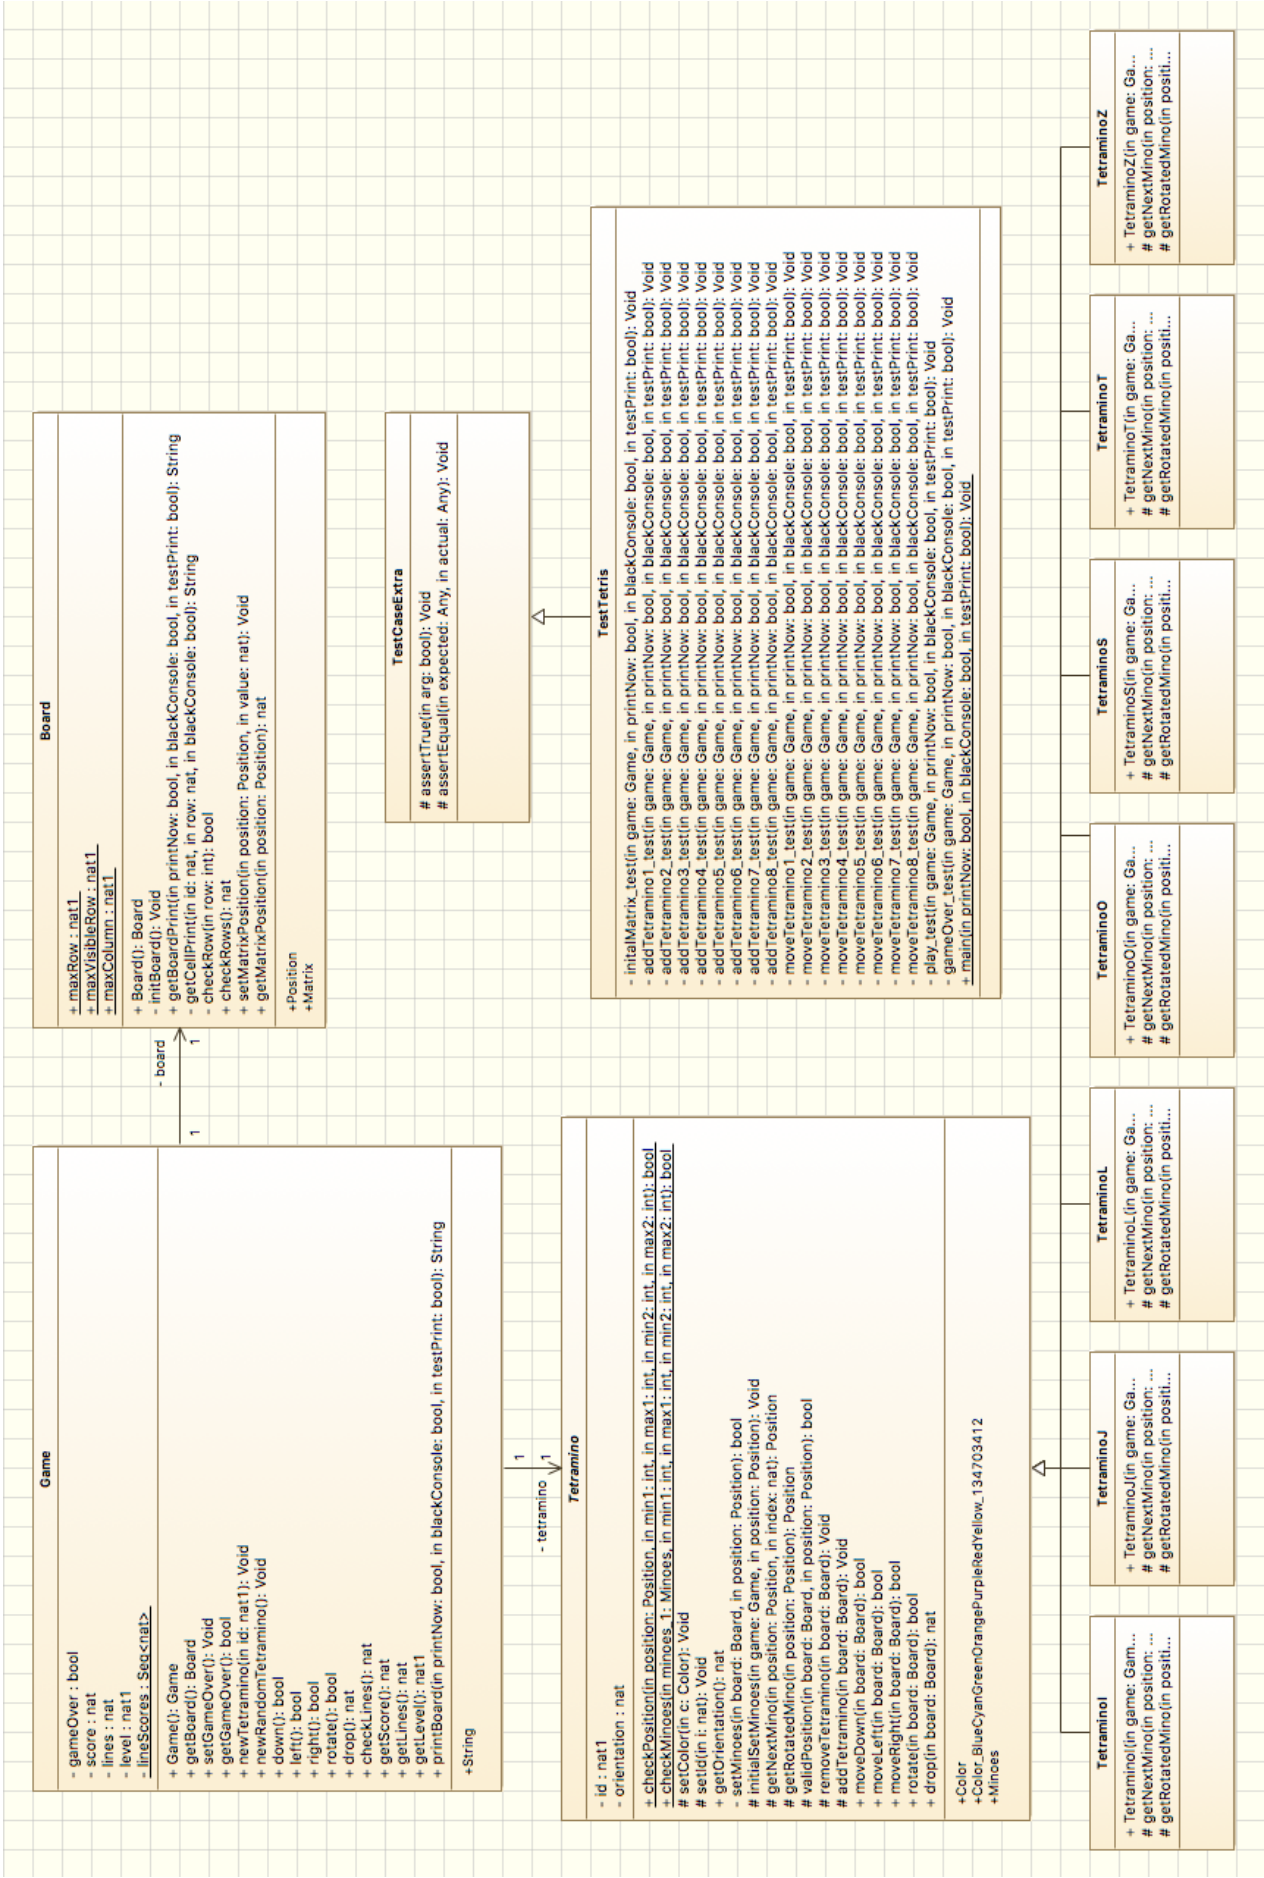 Game
- gameOver : bool
- score : nat
- lines : nat
- level : nat1
- lineScores : Seq<nat>
+ Game(): Game
+ getBoard(): Board
+ setGameOver(): Void
+ getGameOver(): bool
+ newTetramino(in id: nat1): Void
+ newRandomTetramino(): Void
+ down(): bool
+ left(): bool
+ right(): bool
+ rotate(): bool
+ drop(): nat
+ checkLines(): nat
+ getScore(): nat
+ getLines(): nat
+ getLevel(): nat1
+ printBoard(in printNow: bool, in blackConsole: bool, in testPrint: bool): String
+String
1
- board
1
Board
+ maxRow : nat1
+ maxVisibleRow : nat1
+ maxColumn : nat1
+ Board(): Board
- initBoard(): Void
+ getBoardPrint(in printNow: bool, in blackConsole: bool, in testPrint: bool): String
- getCellPrint(in id: nat, in row: nat, in blackConsole: bool): String
- checkRow(in row: int): bool
+ checkRows(): nat
+ setMatrixPosition(in position: Position, in value: nat): Void
+ getMatrixPosition(in position: Position): nat
+Position
+Matrix
TestCaseExtra
# assertTrue(in arg: bool): Void
# assertEqual(in expected: Any, in actual: Any): Void
1
- tetramino
1
Tetramino
- id : nat1
- orientation : nat
+ checkPosition(in position: Position, in min1: int, in max1: int, in min2: int, in max2: int): bool
+ checkMinoes(in minoes_1: Minoes, in min1: int, in max1: int, in min2: int, in max2: int): bool
# setColor(in c: Color): Void
# setId(in i: nat): Void
+ getOrientation(): nat
- setMinoes(in board: Board, in position: Position): bool
# initialSetMinoes(in game: Game, in position: Position): Void
# getNextMino(in position: Position, in index: nat): Position
# getRotatedMino(in position: Position): Position
# validPosition(in board: Board, in position: Position): bool
# removeTetramino(in board: Board): Void
# addTetramino(in board: Board): Void
+ moveDown(in board: Board): bool
+ moveLeft(in board: Board): bool
+ moveRight(in board: Board): bool
+ rotate(in board: Board): bool
+ drop(in board: Board): nat
+Color
+Color_BlueCyanGreenOrangePurpleRedYellow_134703412
+Minoes
TestTetris
- initalMatrix_test(in game: Game, in printNow: bool, in blackConsole: bool, in testPrint: bool): Void
- addTetramino1_test(in game: Game, in printNow: bool, in blackConsole: bool, in testPrint: bool): Void
- addTetramino2_test(in game: Game, in printNow: bool, in blackConsole: bool, in testPrint: bool): Void
- addTetramino3_test(in game: Game, in printNow: bool, in blackConsole: bool, in testPrint: bool): Void
- addTetramino4_test(in game: Game, in printNow: bool, in blackConsole: bool, in testPrint: bool): Void
- addTetramino5_test(in game: Game, in printNow: bool, in blackConsole: bool, in testPrint: bool): Void
- addTetramino6_test(in game: Game, in printNow: bool, in blackConsole: bool, in testPrint: bool): Void
- addTetramino7_test(in game: Game, in printNow: bool, in blackConsole: bool, in testPrint: bool): Void
- addTetramino8_test(in game: Game, in printNow: bool, in blackConsole: bool, in testPrint: bool): Void
- moveTetramino1_test(in game: Game, in printNow: bool, in blackConsole: bool, in testPrint: bool): Void
- moveTetramino2_test(in game: Game, in printNow: bool, in blackConsole: bool, in testPrint: bool): Void
- moveTetramino3_test(in game: Game, in printNow: bool, in blackConsole: bool, in testPrint: bool): Void
- moveTetramino4_test(in game: Game, in printNow: bool, in blackConsole: bool, in testPrint: bool): Void
- moveTetramino5_test(in game: Game, in printNow: bool, in blackConsole: bool, in testPrint: bool): Void
- moveTetramino6_test(in game: Game, in printNow: bool, in blackConsole: bool, in testPrint: bool): Void
- moveTetramino7_test(in game: Game, in printNow: bool, in blackConsole: bool, in testPrint: bool): Void
- moveTetramino8_test(in game: Game, in printNow: bool, in blackConsole: bool, in testPrint: bool): Void
- play_test(in game: Game, in printNow: bool, in blackConsole: bool, in testPrint: bool): Void
- gameOver_test(in game: Game, in printNow: bool, in blackConsole: bool, in testPrint: bool): Void
+ main(in printNow: bool, in blackConsole: bool, in testPrint: bool): Void
TetraminoI
+ TetraminoI(in game: Gam...
# getNextMino(in position: ...
# getRotatedMino(in positi...
TetraminoJ
+ TetraminoJ(in game: Ga...
# getNextMino(in position: ...
# getRotatedMino(in positi...
TetraminoL
+ TetraminoL(in game: Ga...
# getNextMino(in position: ...
# getRotatedMino(in positi...
TetraminoO
+ TetraminoO(in game: Ga...
# getNextMino(in position: ...
# getRotatedMino(in positi...
TetraminoS
+ TetraminoS(in game: Ga...
# getNextMino(in position: ...
# getRotatedMino(in positi...
TetraminoT
+ TetraminoT(in game: Ga...
# getNextMino(in position: ...
# getRotatedMino(in positi...
TetraminoZ
+ TetraminoZ(in game: Ga...
# getNextMino(in position: ...
# getRotatedMino(in positi...